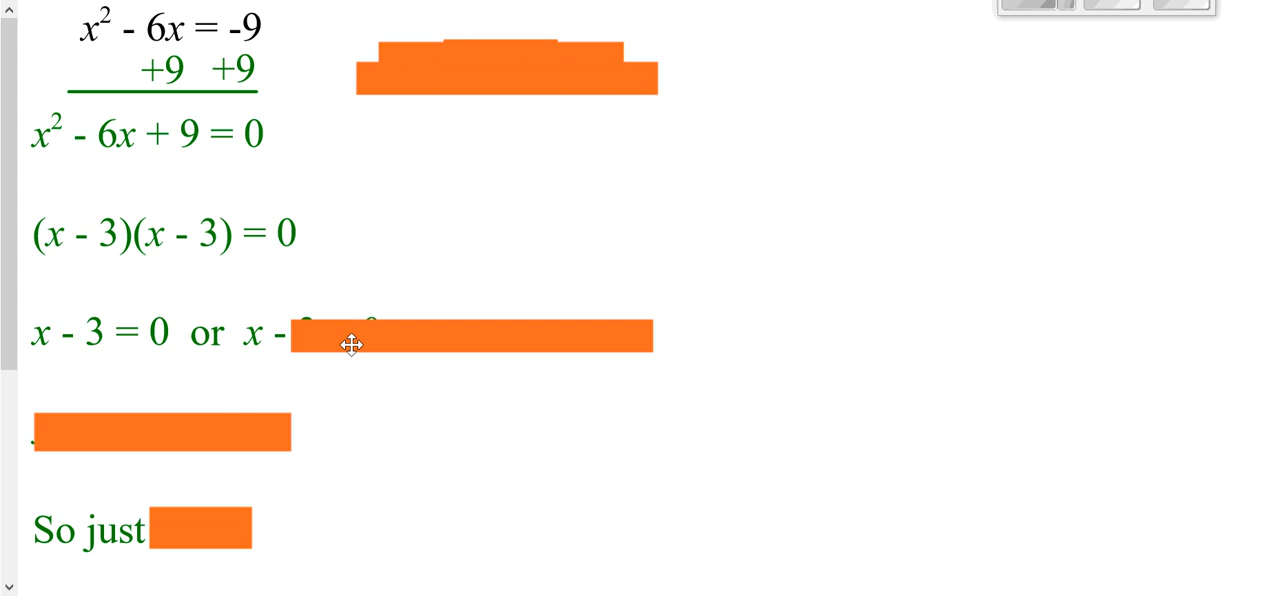 x² - 6x = -9
+9 +9
x² - 6x + 9 = 0
(x - 3)(x - 3) = 0
x - 3 = 0 or x -
So just